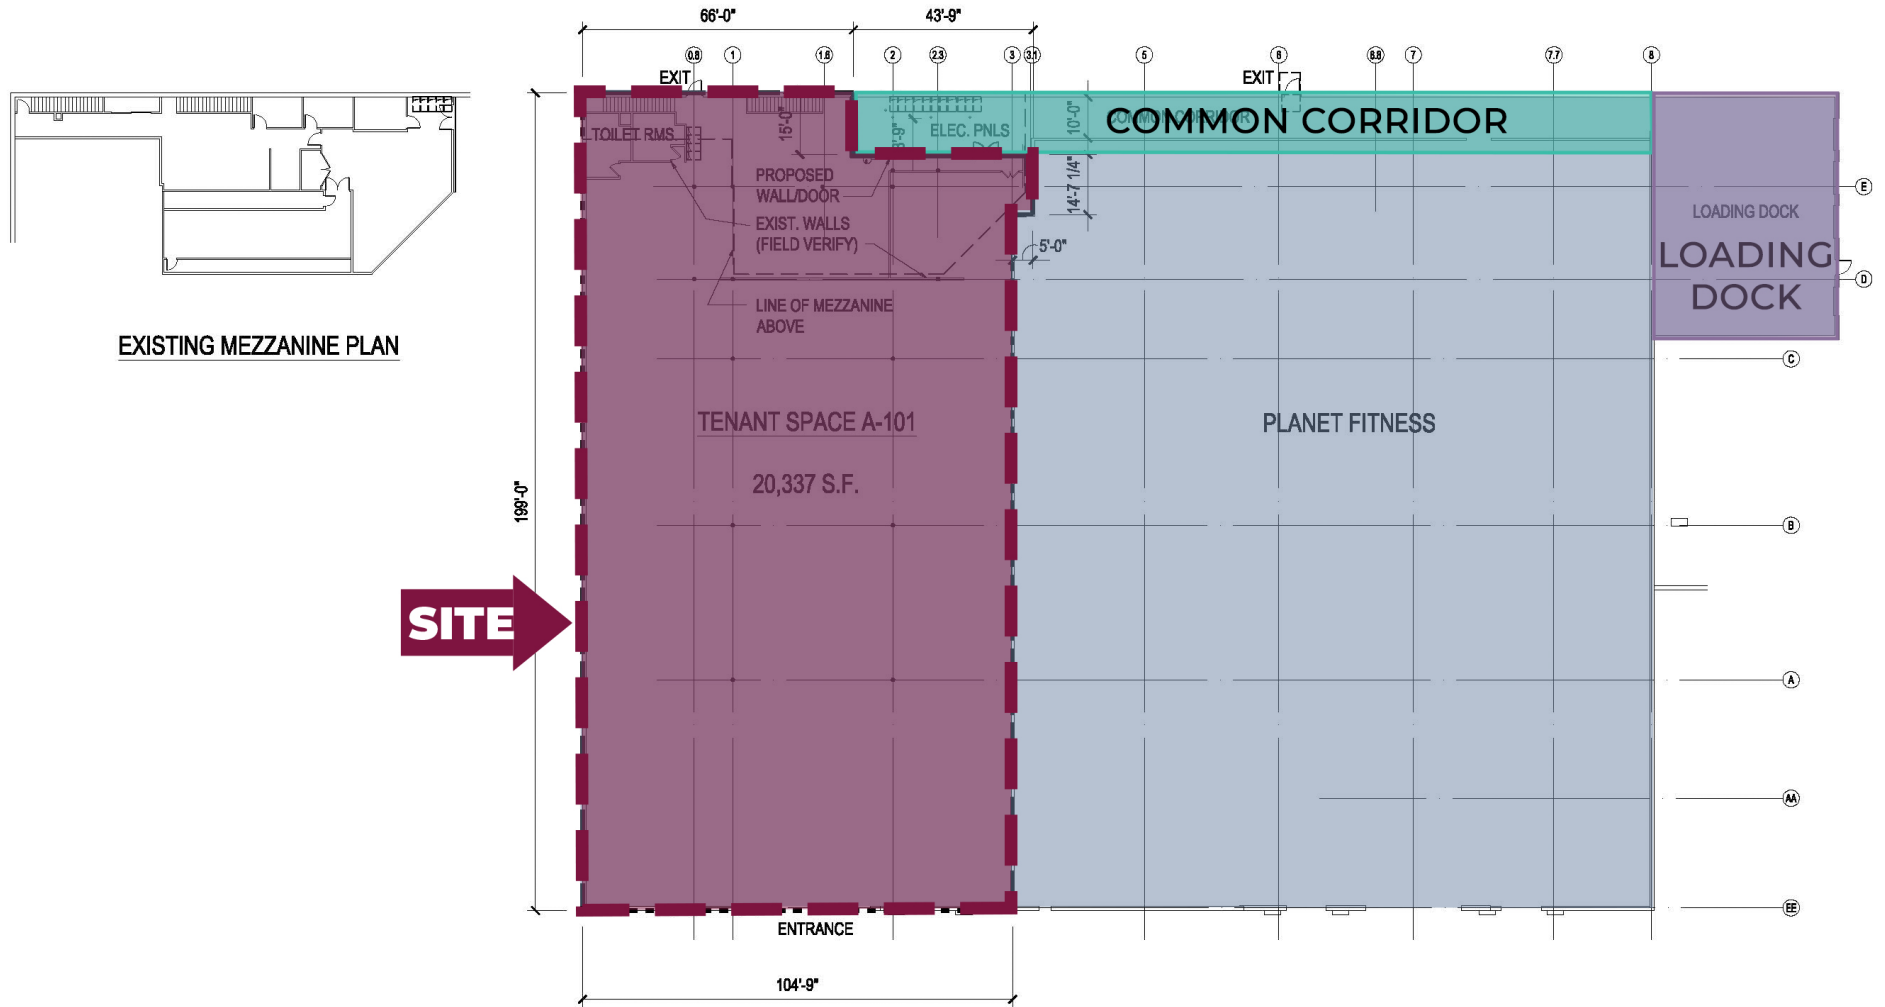 66'-0"
43'-9"
0.8
1
1.6
2
2.3
3
3.1
5
6
6.8
7
7.7
8
EXIT
EXIT
COMMON CORRIDOR
COMMON CORRIDOR
TOILET RMS.
15'-0"
ELEC. PNLS
10'-0"
PROPOSED
WALL/DOOR
14'-7 1/4"
E
LOADING DOCK
EXIST. WALLS
(FIELD VERIFY)
5'-0"
LOADING
DOCK
D
LINE OF MEZZANINE
ABOVE
EXISTING MEZZANINE PLAN
C
TENANT SPACE A-101
PLANET FITNESS
20,337 S.F.
199'-0"
B
SITE
A
AA
EE
ENTRANCE
104'-9"